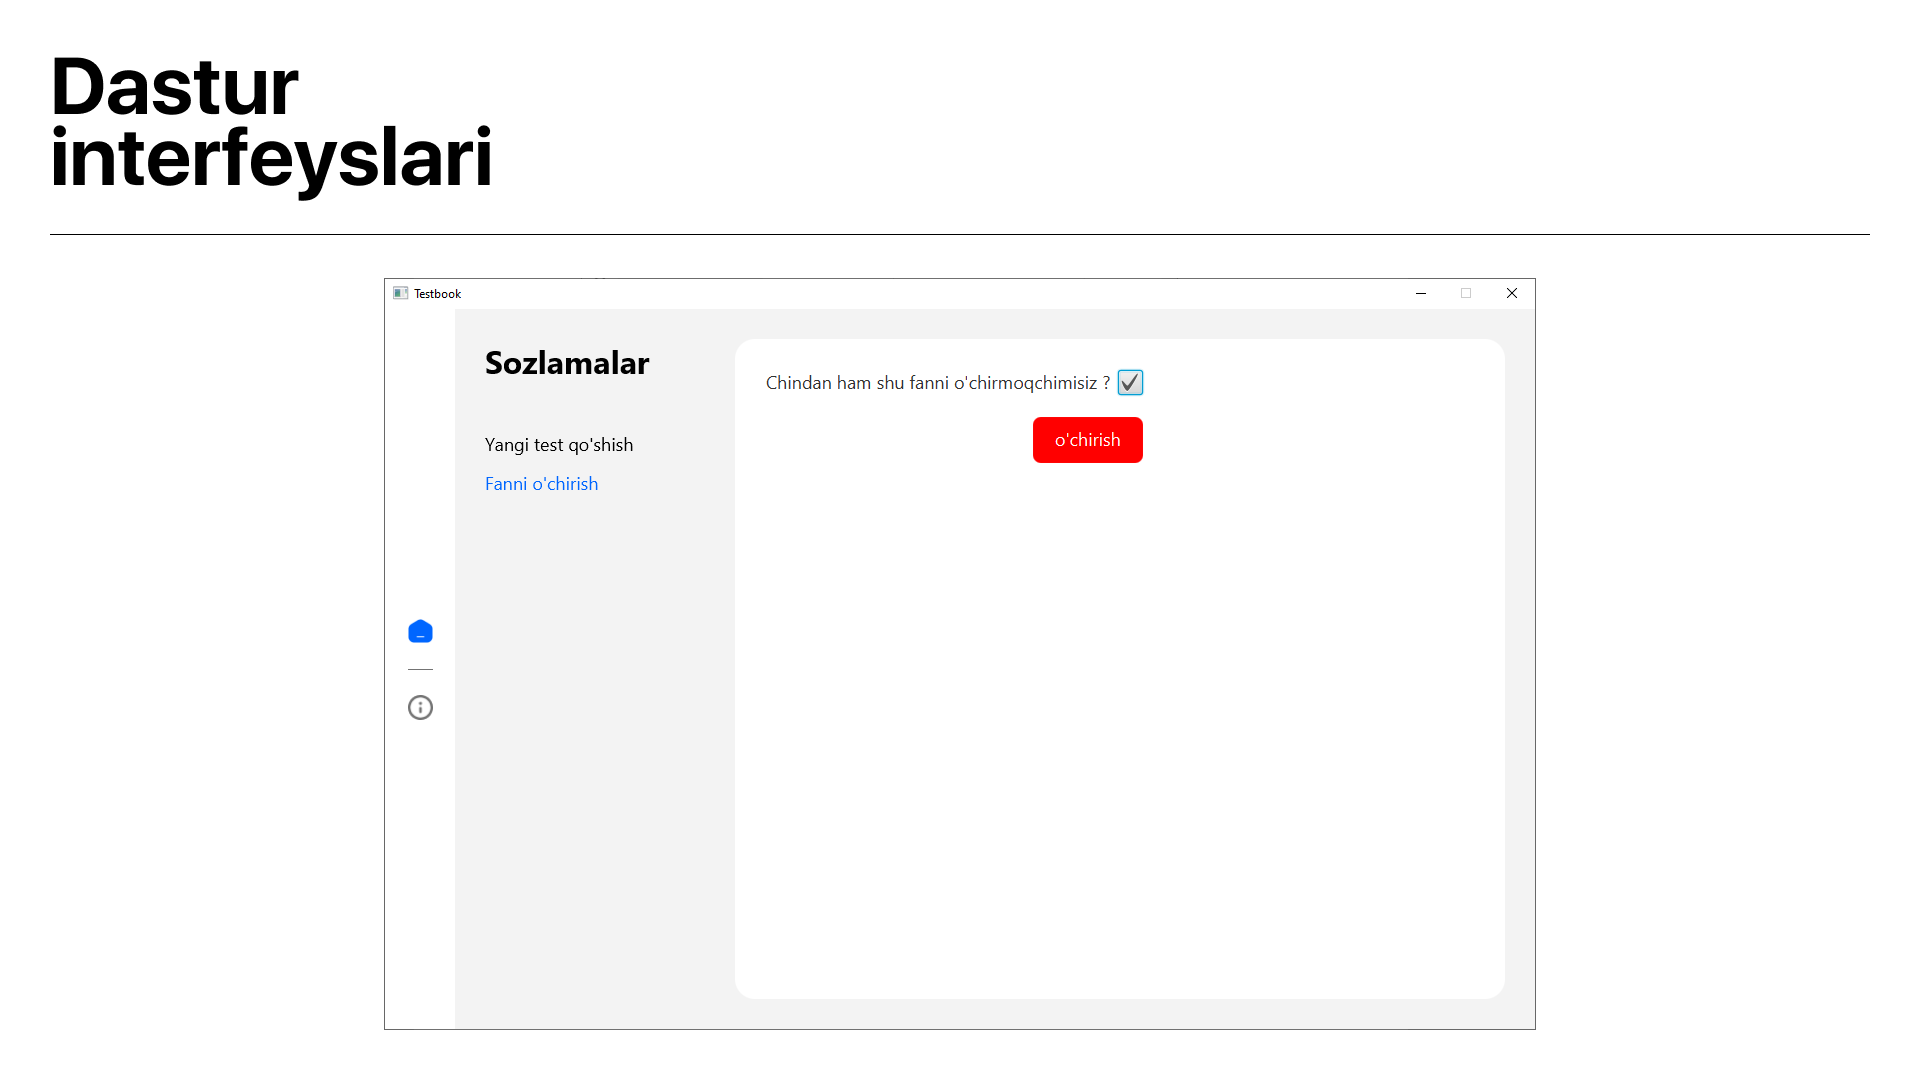 Dastur
interfeyslari
Testbook
Sozlamalar
Yangi test qo'shish
Fanni o'chirish
Chindan ham shu fanni o'chirmoqchimisiz ?
o'chirish